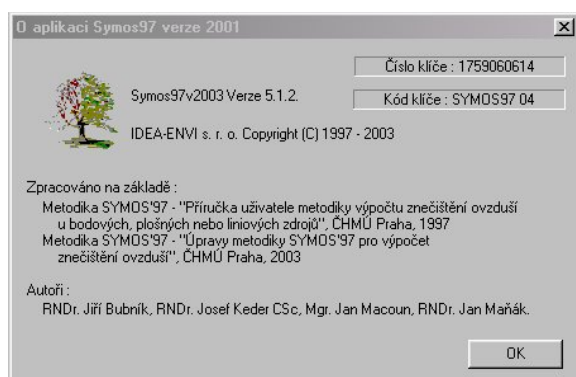 O aplikaci Symos97 verze 2001
Číslo klíče : 1759060614
Symos97v2003 Verze 5.1.2.
Kód klíče : SYMOS97 04
IDEA-ENVI s. r. o. Copyright (C) 1997 - 2003
Zpracováno na základě :
Metodika SYMOS'97 - "Příručka uživatele metodiky výpočtu znečištění ovzduší
u bodových, plošných nebo liniových zdrojů", ČHMÚ Praha, 1997
Metodika SYMOS'97 - "Úpravy metodiky SYMOS'97 pro výpočet
znečištění ovzduší", ČHMÚ Praha, 2003
Autoři :
RNDr. Jiří Bubník, RNDr. Josef Keder CSc, Mgr. Jan Macoun, RNDr. Jan Maňák.
OK